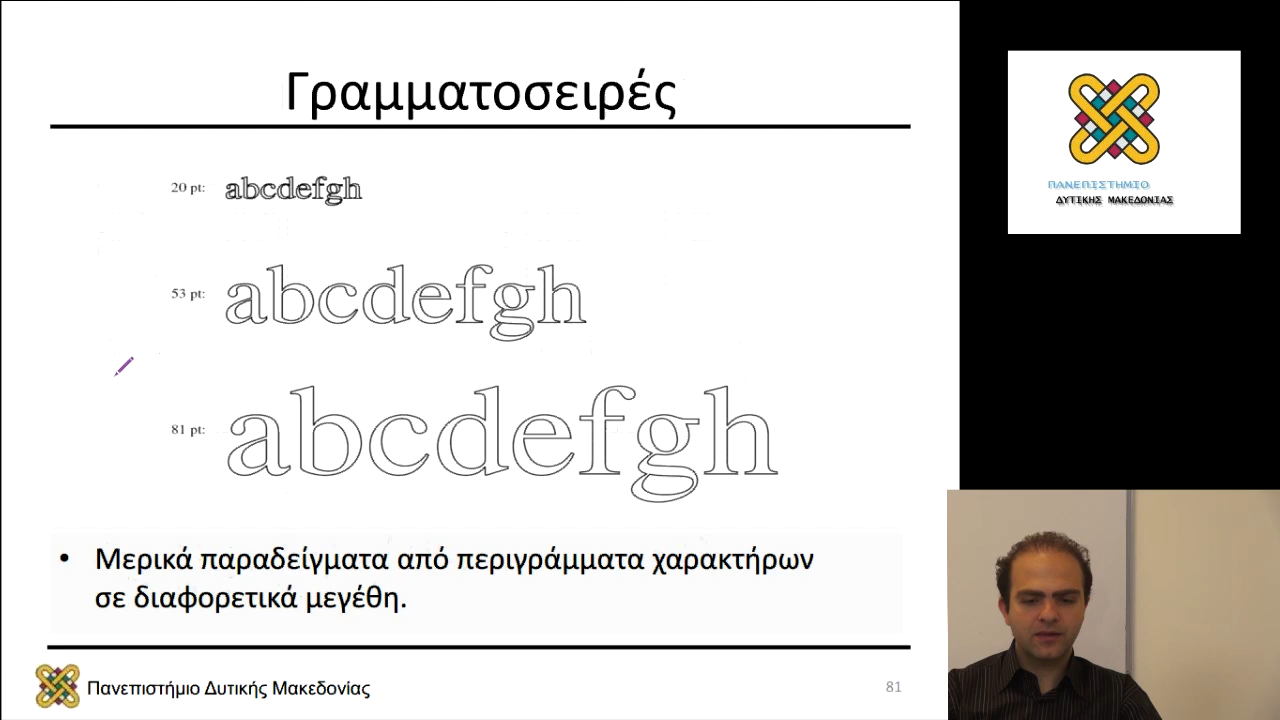 Γραμματοσειρές
20 pt: abcdefgh
53 pt: abcdefgh
81 pt: abcdefgh
• Μερικά παραδείγματα από περιγράμματα χαρακτήρων
σε διαφορετικά μεγέθη.
Πανεπιστήμιο Δυτικής Μακεδονίας
81
ΠΑΝΕΠΙΣΤΗΜΙΟ
ΔΥΤΙΚΗΣ ΜΑΚΕΔΟΝΙΑΣ